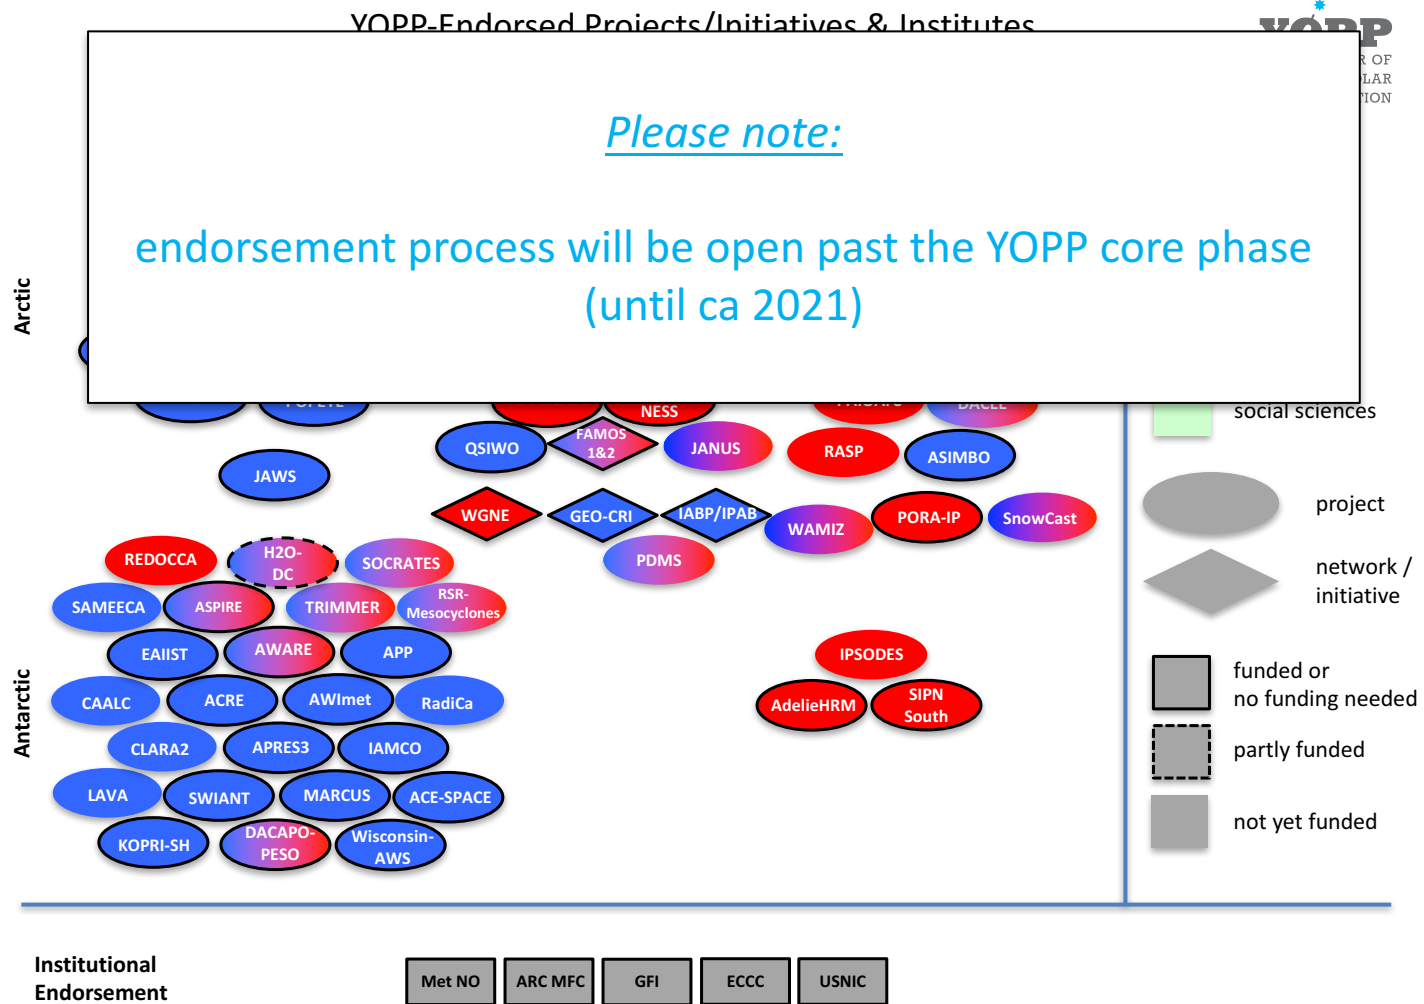 YOPP-Endorsed Projects/Initiatives & Institutes
YOPP
R OF
LAR
TION
Please note:
endorsement process will be open past the YOPP core phase
(until ca 2021)
Arctic
NESS
social sciences
QSIWO
FAMOS
1&2
JANUS
RASP
ASIMBO
JAWS
WGNE
GEO-CRI
IABP/IPAB
WAMIZ
PORA-IP
SnowCast
project
PDMS
network /
initiative
Antarctic
REDOCCA
H2O-
DC
SOCRATES
SAMEECA
ASPIRE
TRIMMER
RSR-
Mesocyclones
EAIIST
AWARE
APP
IPSODES
CAALC
ACRE
AWImet
RadiCa
AdelieHRM
SIPN
South
funded or
no funding needed
CLARA2
APRES3
IAMCO
partly funded
LAVA
SWIANT
MARCUS
ACE-SPACE
not yet funded
KOPRI-SH
DACAPO-
PESO
Wisconsin-
AWS
Institutional
Endorsement
Met NO
ARC MFC
GFI
ECCC
USNIC